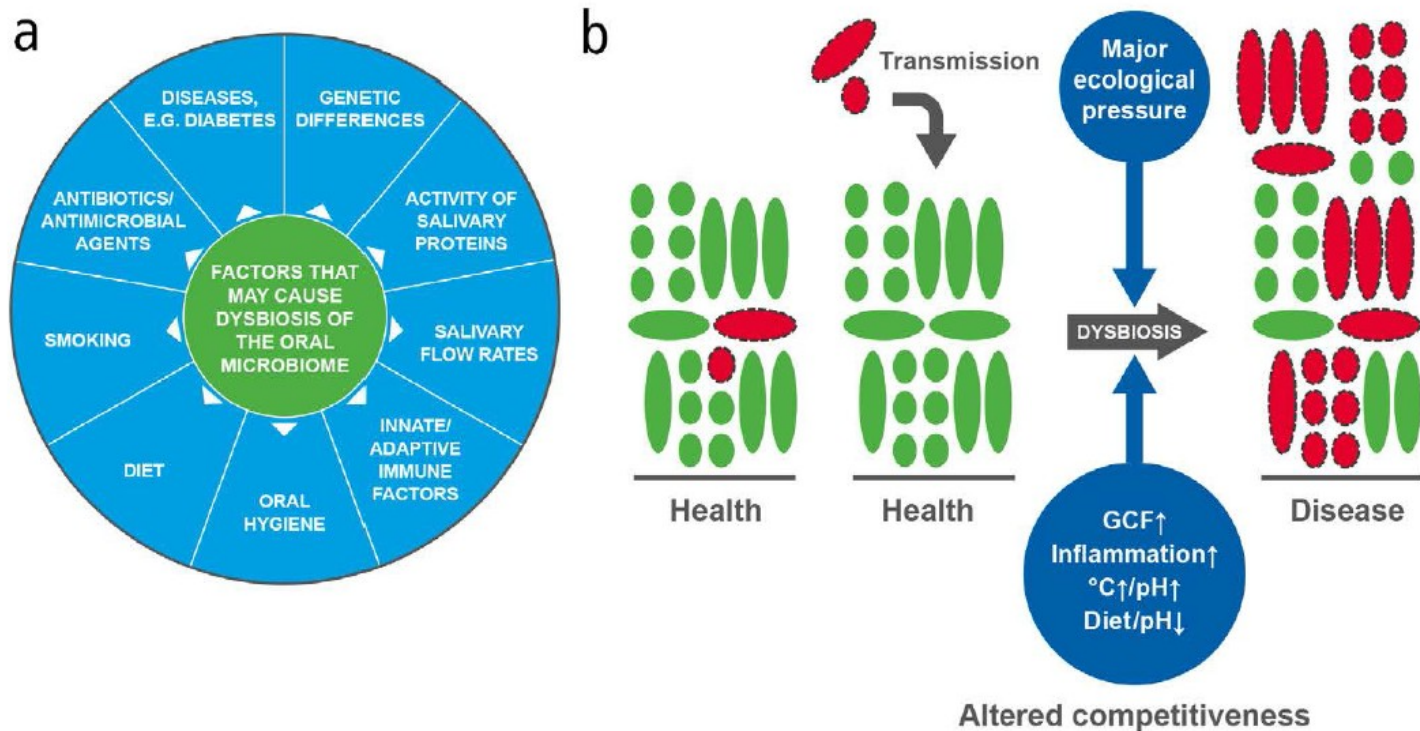 a
DISEASES,
E.G. DIABETES
GENETIC
DIFFERENCES
ACTIVITY OF
SALIVARY
PROTEINS
SALIVARY
FLOW RATES
INNATE/
ADAPTIVE
IMMUNE
FACTORS
ORAL
HYGIENE
DIET
SMOKING
ANTIBIOTICS/
ANTIMICROBIAL
AGENTS
FACTORS THAT
MAY CAUSE
DYSBIOSIS OF
THE ORAL
MICROBIOME
b
Transmission
Major
ecological
pressure
DYSBIOSIS
Health
Health
Disease
GCF↑
Inflammation↑
°C↑/pH↑
Diet/pH↓
Altered competitiveness